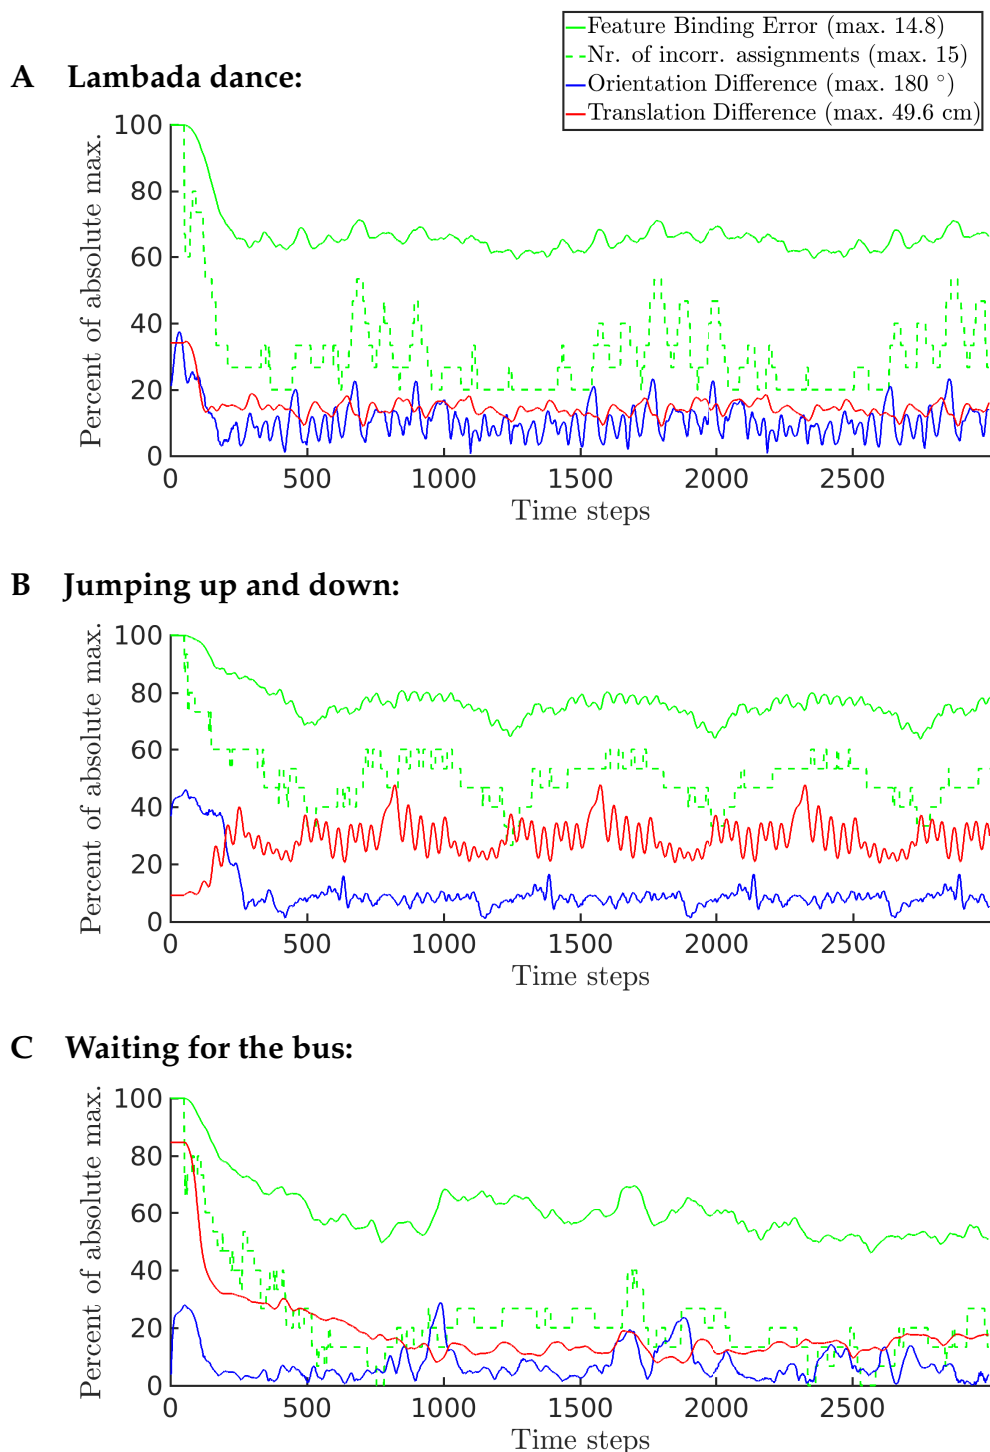 Feature Binding Error (max. 14.8)
Nr. of incorr. assignments (max. 15)
Orientation Difference (max. 180 °)
Translation Difference (max. 49.6 cm)
A Lambada dance:
Percent of absolute max.
100
80
60
40
20
0
0 500 1000 1500 2000 2500
Time steps
B Jumping up and down:
Percent of absolute max.
100
80
60
40
20
0
0 500 1000 1500 2000 2500
Time steps
C Waiting for the bus:
Percent of absolute max.
100
80
60
40
20
0
0 500 1000 1500 2000 2500
Time steps